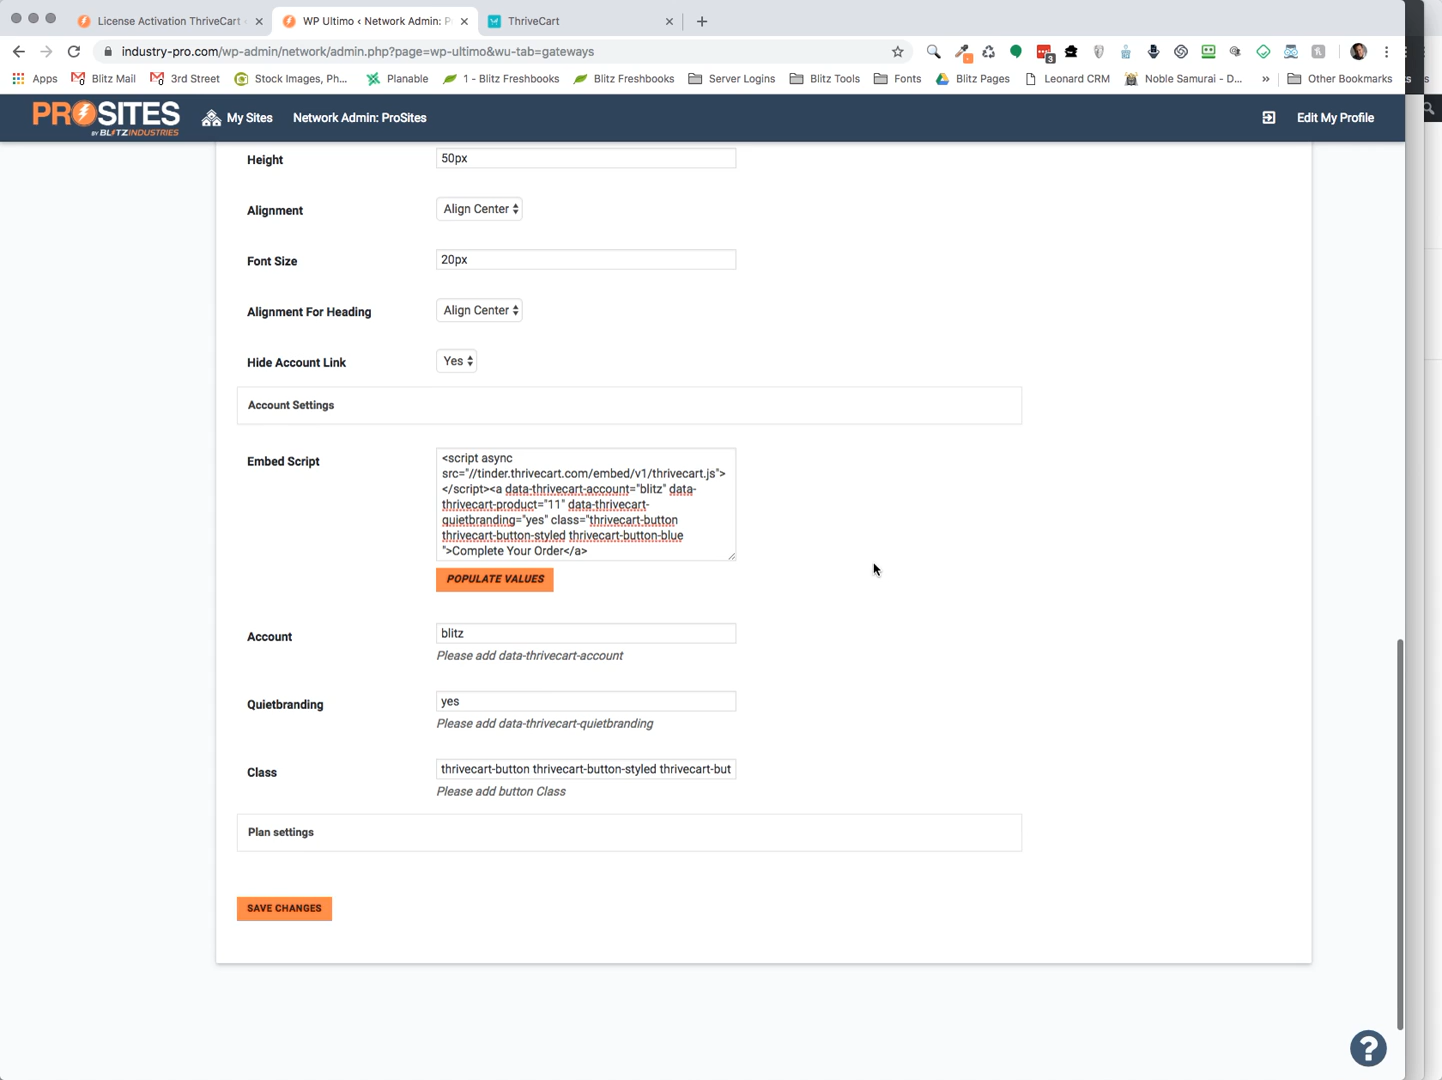 License Activation ThriveCart
WP Ultimo ‹ Network Admin: P
ThriveCart
industry-pro.com/wp-admin/network/admin.php?page=wp-ultimo&wu-tab=gateways
Apps
Blitz Mail
3rd Street
Stock Images, Ph...
Planable
1 - Blitz Freshbooks
Blitz Freshbooks
Server Logins
Blitz Tools
Fonts
Blitz Pages
Leonard CRM
Noble Samurai - D...
»
Other Bookmarks
PROSITES
BY BLITZINDUSTRIES
My Sites
Network Admin: ProSites
Edit My Profile
Height
50px
Alignment
Align Center
Font Size
20px
Alignment For Heading
Align Center
Hide Account Link
Yes
Account Settings
Embed Script
<script async
src="//tinder.thrivecart.com/embed/v1/thrivecart.js">
</script><a data-thrivecart-account="blitz" data-
thrivecart-product="11" data-thrivecart-
quietbranding="yes" class="thrivecart-button
thrivecart-button-styled thrivecart-button-blue
">Complete Your Order</a>
POPULATE VALUES
Account
blitz
Please add data-thrivecart-account
Quietbranding
yes
Please add data-thrivecart-quietbranding
Class
thrivecart-button thrivecart-button-styled thrivecart-but
Please add button Class
Plan settings
SAVE CHANGES
?